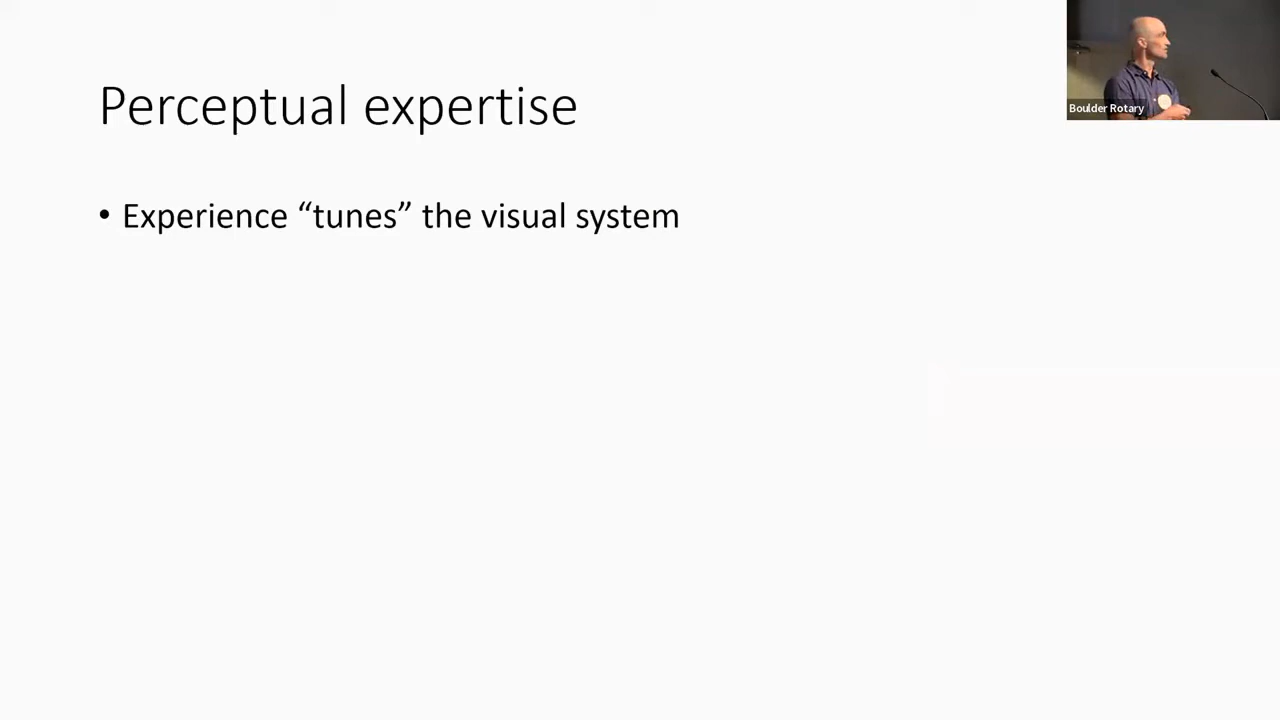 Perceptual expertise
• Experience “tunes” the visual system
Boulder Rotary